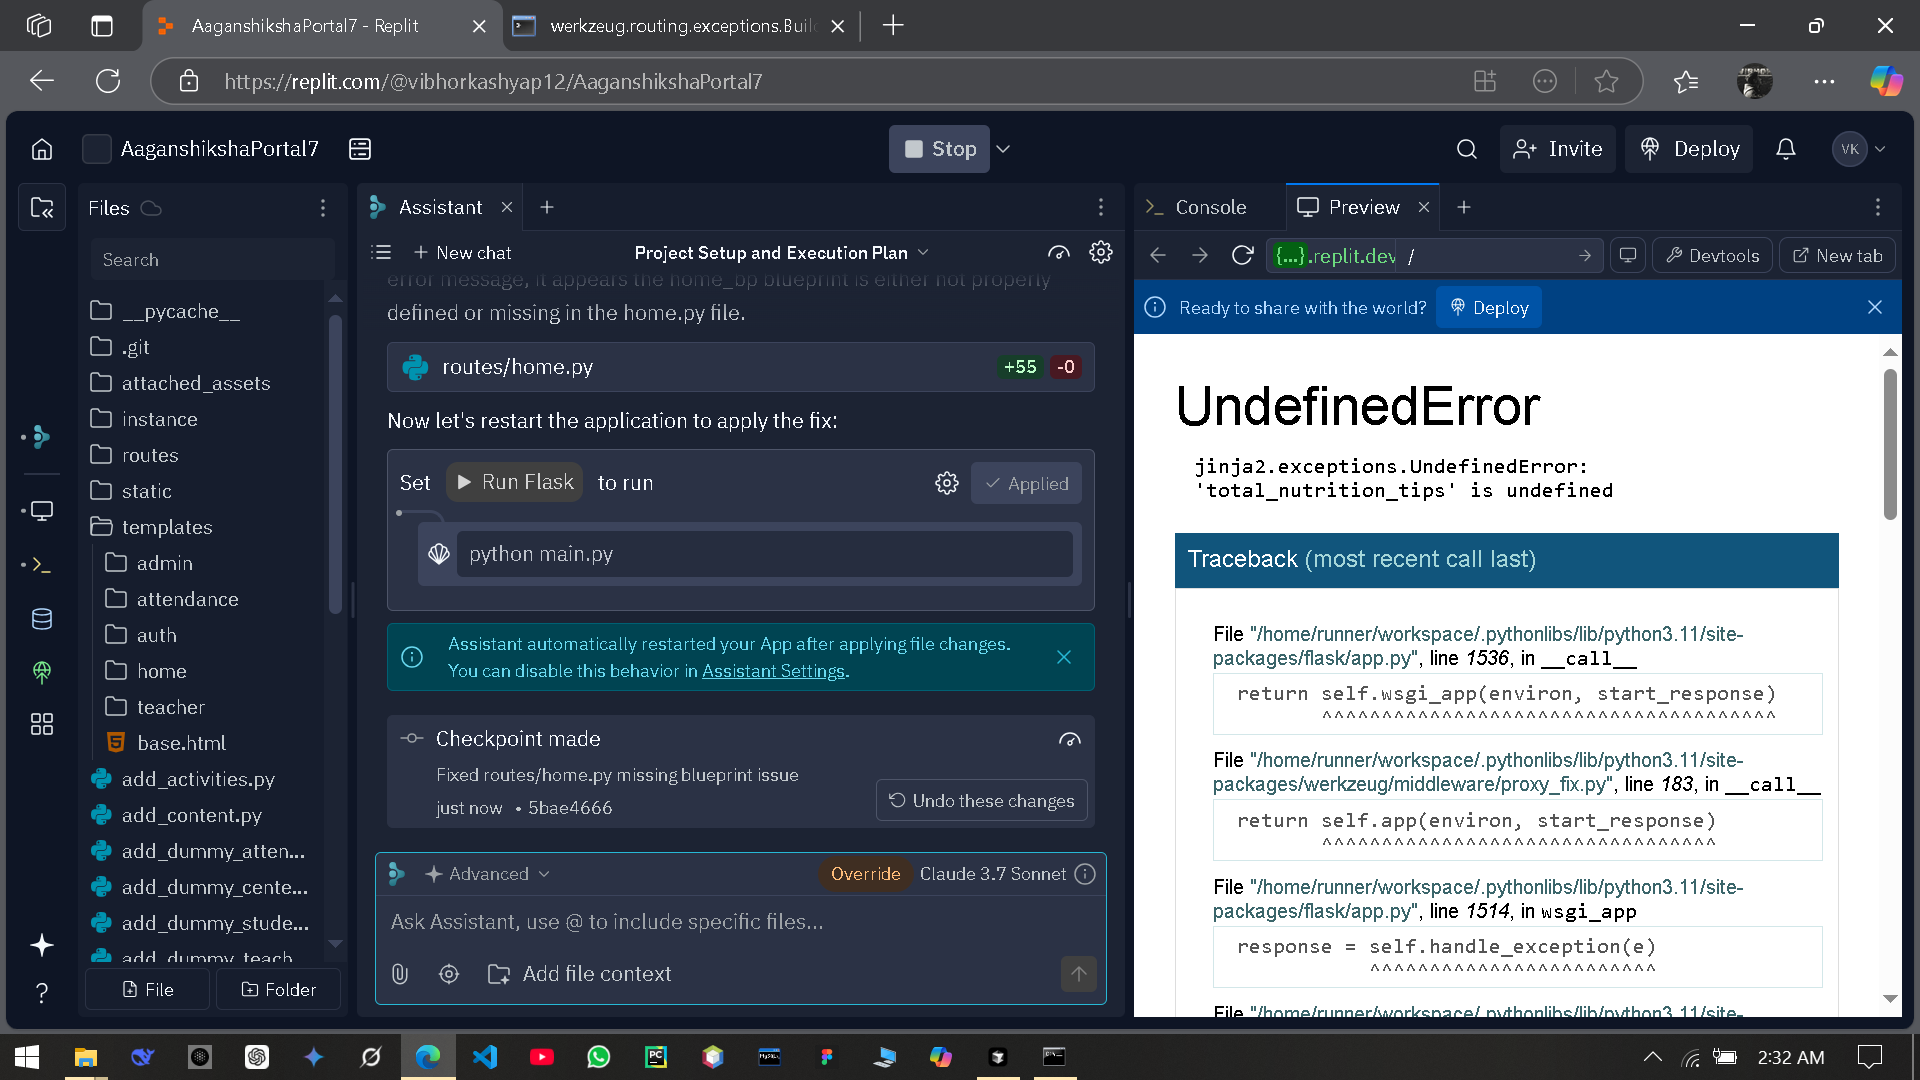 AaganshikshaPortal7 - Replit
werkzeug.routing.exceptions.Buil
https://replit.com/@vibhorkashyap12/AaganshikshaPortal7
AaganshikshaPortal7
Stop
Invite
Deploy
VK
Files
Search
__pycache__
.git
attached_assets
instance
routes
static
templates
admin
attendance
auth
home
teacher
base.html
add_activities.py
add_content.py
add_dummy_atten...
add_dummy_cente...
add_dummy_stude...
add_dummy_teach
File
Folder
Assistant
New chat
Project Setup and Execution Plan
error message, it appears the home_bp blueprint is either not properly
defined or missing in the home.py file.
routes/home.py
+55 -0
Now let's restart the application to apply the fix:
Set Run Flask to run
Applied
python main.py
Assistant automatically restarted your App after applying file changes.
You can disable this behavior in Assistant Settings.
Checkpoint made
Fixed routes/home.py missing blueprint issue
just now • 5bae4666
Undo these changes
Advanced
Override Claude 3.7 Sonnet
Ask Assistant, use @ to include specific files...
Add file context
Console
Preview
{...}.replit.dev /
Devtools
New tab
Ready to share with the world?
Deploy
UndefinedError
jinja2.exceptions.UndefinedError:
'total_nutrition_tips' is undefined
Traceback (most recent call last)
File "/home/runner/workspace/.pythonlibs/lib/python3.11/site-
packages/flask/app.py", line 1536, in __call__
return self.wsgi_app(environ, start_response)
^^^^^^^^^^^^^^^^^^^^^^^^^^^^^^^^^^^^^^
File "/home/runner/workspace/.pythonlibs/lib/python3.11/site-
packages/werkzeug/middleware/proxy_fix.py", line 183, in __call__
return self.app(environ, start_response)
^^^^^^^^^^^^^^^^^^^^^^^^^^^^^^^^^
File "/home/runner/workspace/.pythonlibs/lib/python3.11/site-
packages/flask/app.py", line 1514, in wsgi_app
response = self.handle_exception(e)
^^^^^^^^^^^^^^^^^^^^^^^^
File "/home/runner/workspace/.pythonlibs/lib/python3.11/site-
2:32 AM